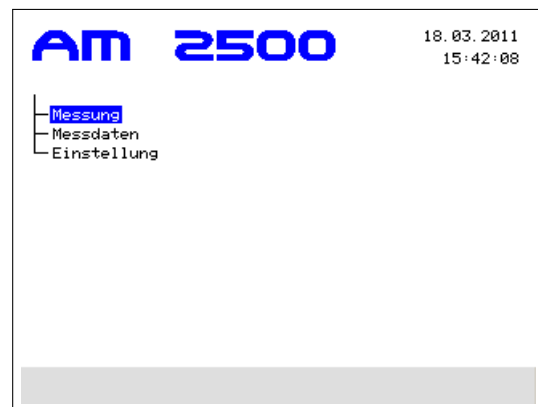 AM 2500
18.03.2011
15:42:08
Messung
Messdaten
Einstellung